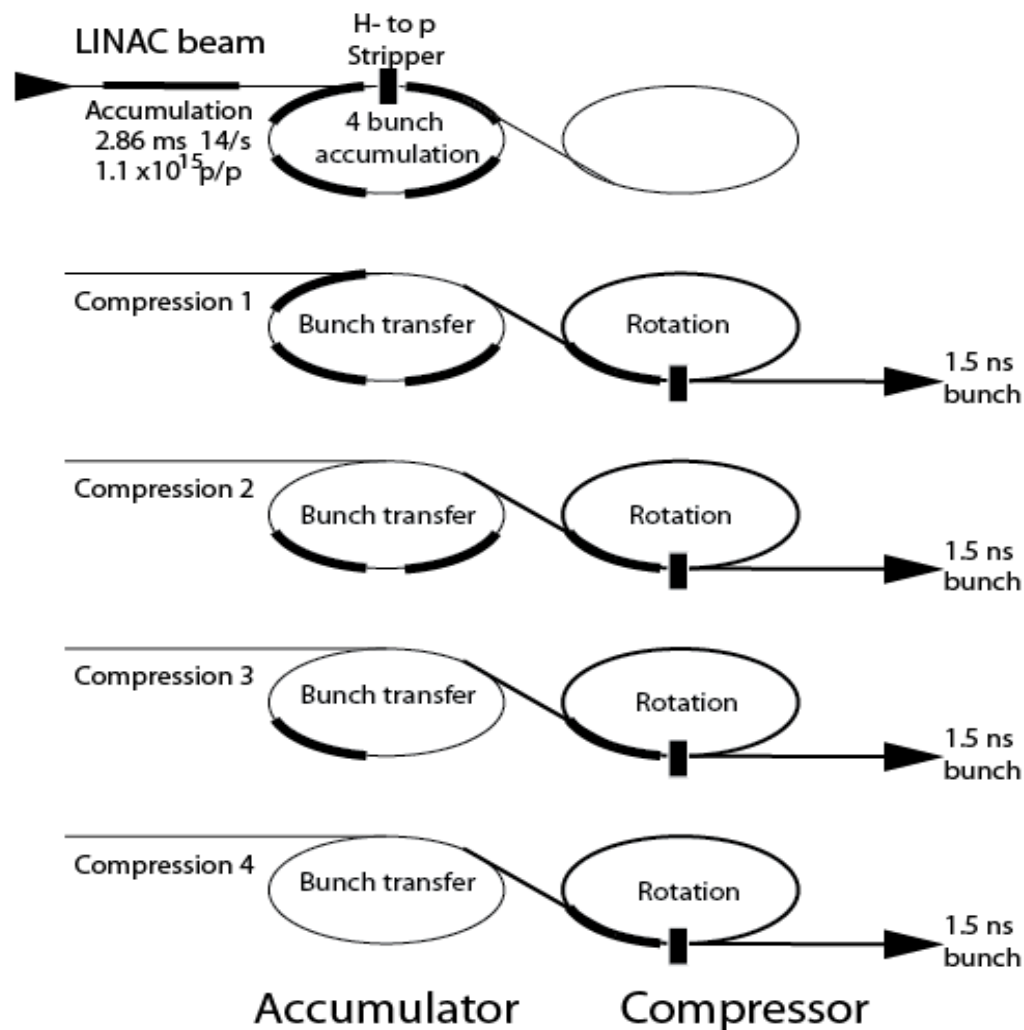 LINAC beam
H- to p
Stripper
Accumulation
2.86 ms 14/s
1.1 x10¹⁵p/p
4 bunch
accumulation
Compression 1
Bunch transfer
Rotation
1.5 ns
bunch
Compression 2
Bunch transfer
Rotation
1.5 ns
bunch
Compression 3
Bunch transfer
Rotation
1.5 ns
bunch
Compression 4
Bunch transfer
Rotation
1.5 ns
bunch
Accumulator
Compressor